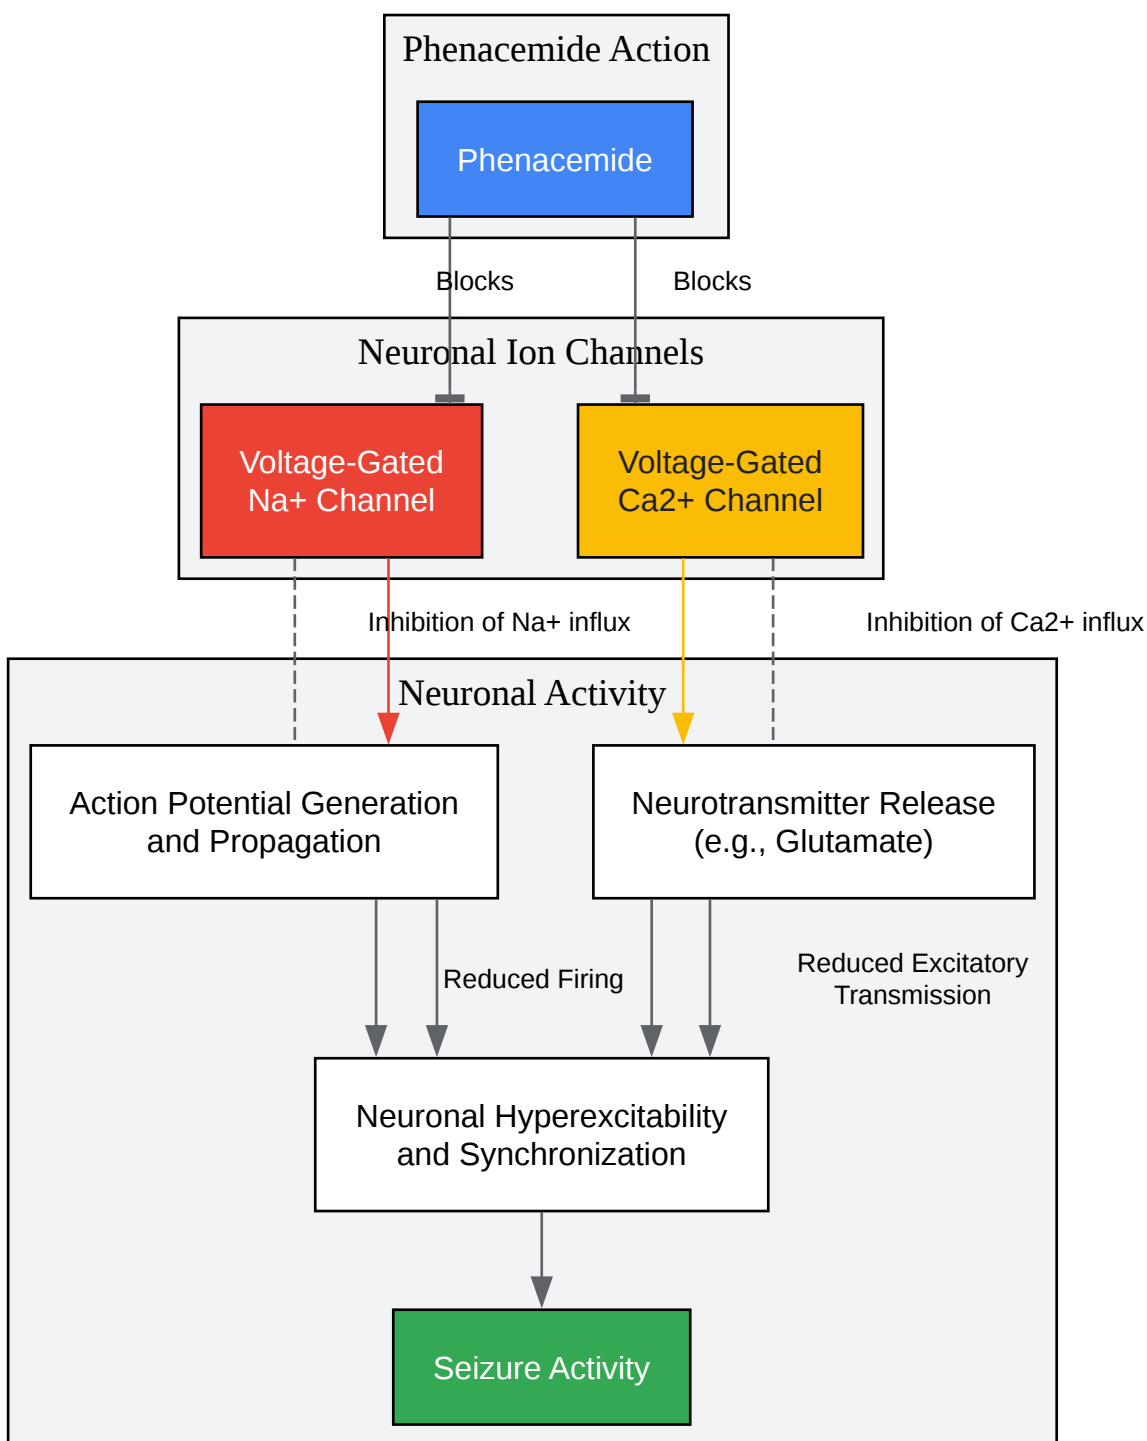 Phenacemide Action
Phenacemide
Blocks
Blocks
Neuronal Ion Channels
Voltage-Gated
Na+ Channel
Voltage-Gated
Ca2+ Channel
Inhibition of Na+ influx
Inhibition of Ca2+ influx
Neuronal Activity
Action Potential Generation
and Propagation
Neurotransmitter Release
(e.g., Glutamate)
Reduced Firing
Reduced Excitatory
Transmission
Neuronal Hyperexcitability
and Synchronization
Seizure Activity